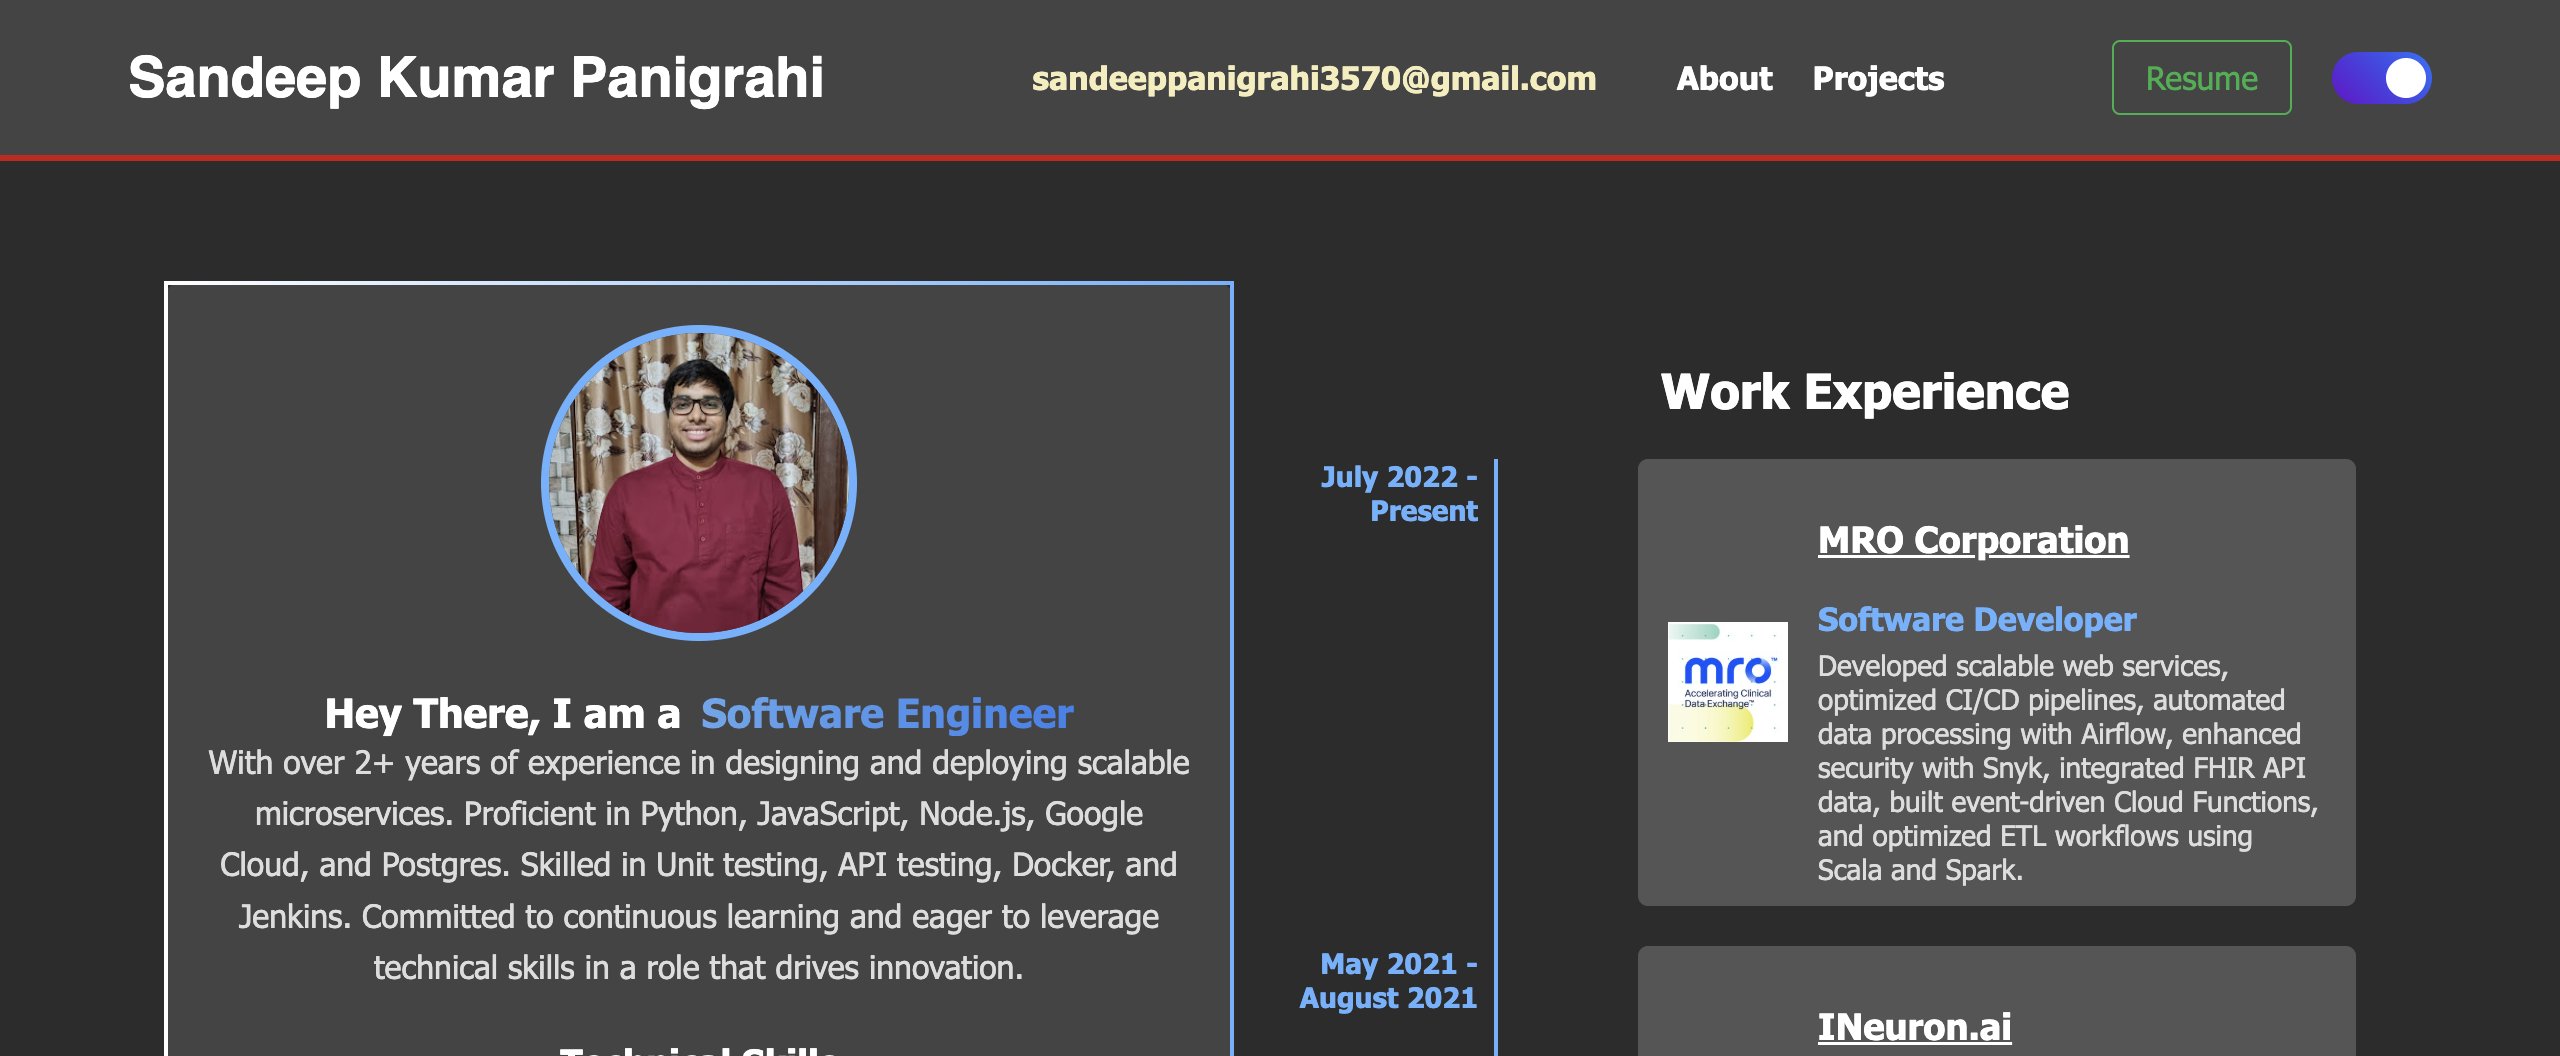 Sandeep Kumar Panigrahi
sandeeppanigrahi3570@gmail.com
About
Projects
Resume
Hey There, I am a Software Engineer
With over 2+ years of experience in designing and deploying scalable
microservices. Proficient in Python, JavaScript, Node.js, Google
Cloud, and Postgres. Skilled in Unit testing, API testing, Docker, and
Jenkins. Committed to continuous learning and eager to leverage
technical skills in a role that drives innovation.
Technical Skills
Work Experience
July 2022 -
Present
MRO Corporation
mro™
Accelerating Clinical
Data Exchange™
Software Developer
Developed scalable web services,
optimized CI/CD pipelines, automated
data processing with Airflow, enhanced
security with Snyk, integrated FHIR API
data, built event-driven Cloud Functions,
and optimized ETL workflows using
Scala and Spark.
May 2021 -
August 2021
INeuron.ai